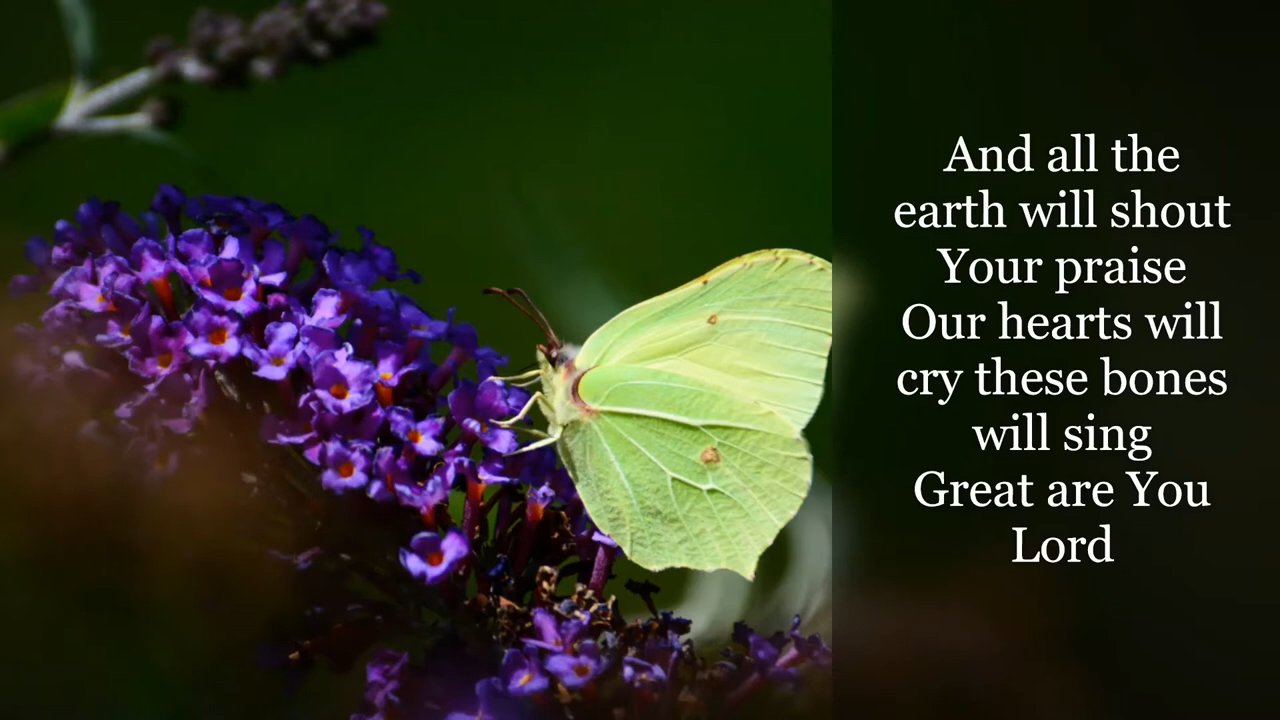 And all the
earth will shout
Your praise
Our hearts will
cry these bones
will sing
Great are You
Lord